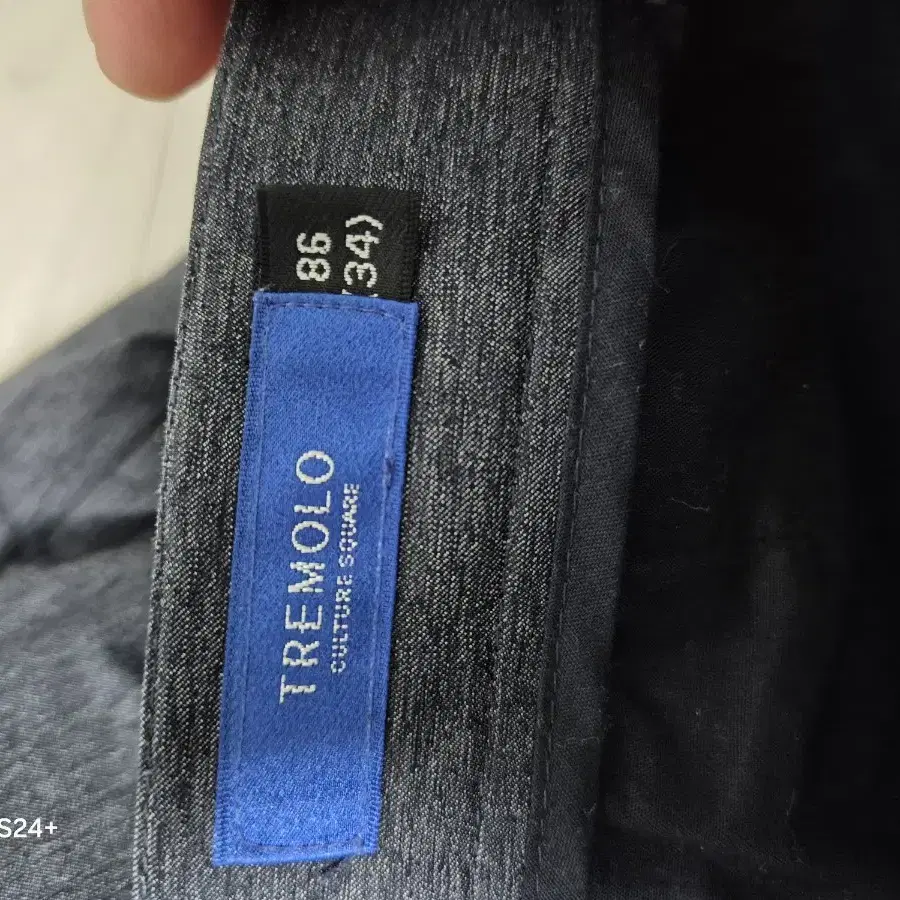 86
(34)
TREMOLO
CULTURE SQUARE
S24+